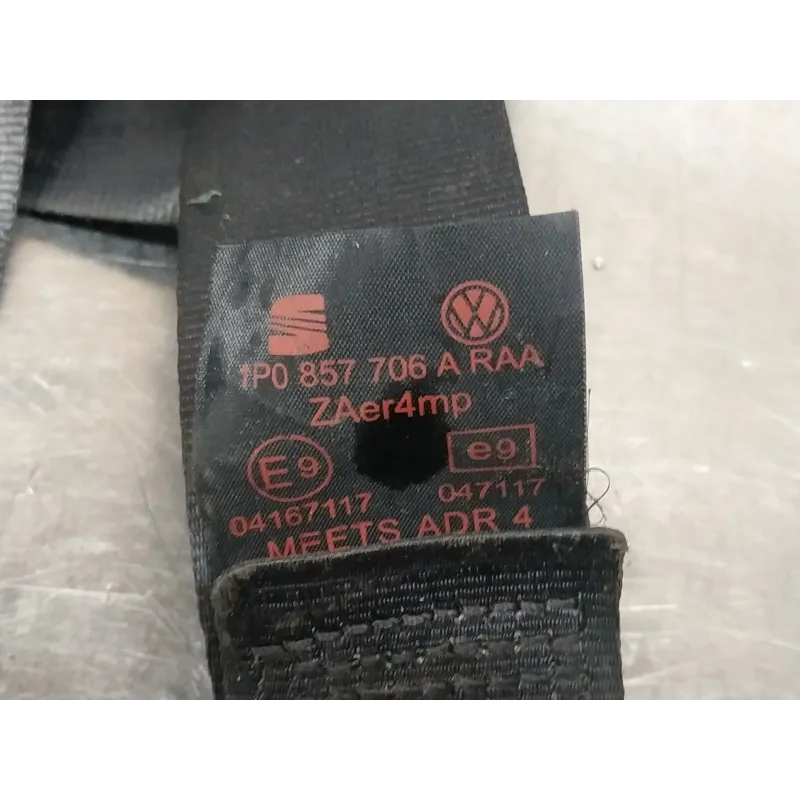 1P0 857 706 A RAA
ZAer4mp
E9 e9
04167117 047117
MEETS ADR 4